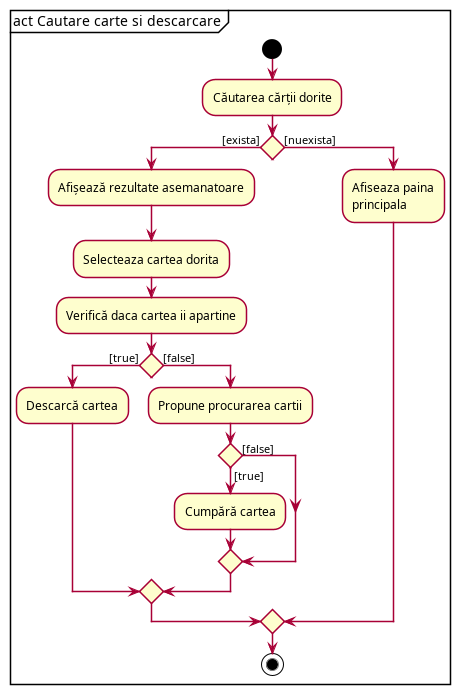 act Cautare carte si descarcare
Căutarea cărții dorite
[exista]
[nuexista]
Afișează rezultate asemanatoare
Afiseaza paina
principala
Selecteaza cartea dorita
Verifică daca cartea ii apartine
[true]
[false]
Descarcă cartea
Propune procurarea cartii
[false]
[true]
Cumpără cartea